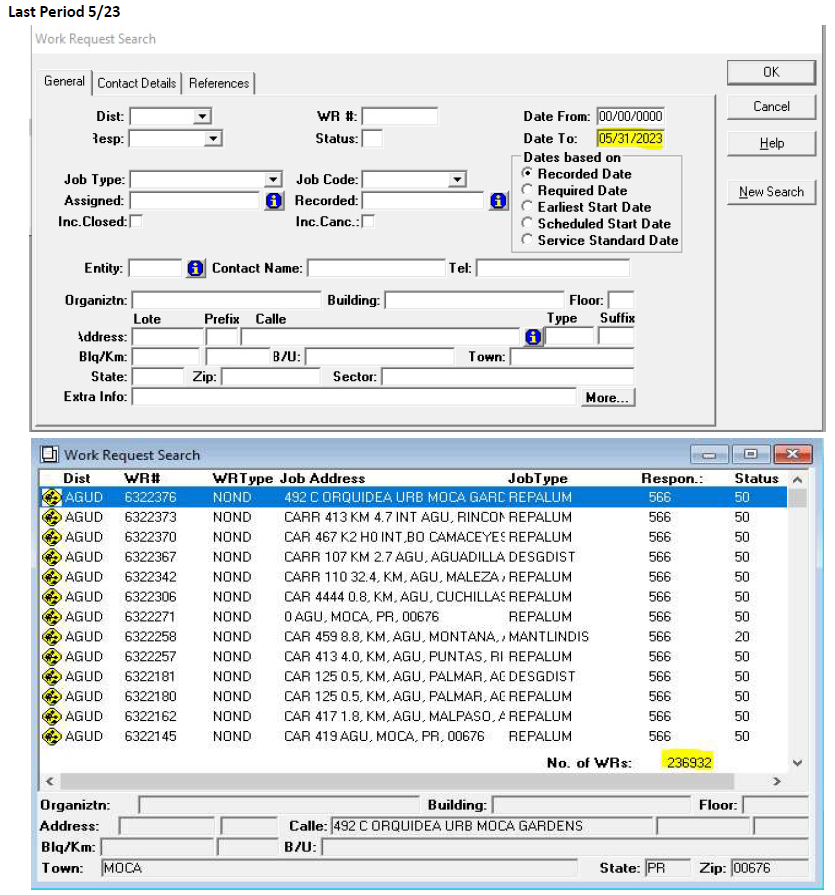 Last Period 5/23
Work Request Search
General Contact Details References
OK
Cancel
Help
New Search
Dist: WR #: Date From: 00/00/0000
Resp: Status: Date To: 05/31/2023
Dates based on
Recorded Date
Required Date
Earliest Start Date
Scheduled Start Date
Service Standard Date
Job Type: Job Code:
Assigned: Recorded:
Inc.Closed: Inc.Canc.:
Entity: Contact Name: Tel:
Organiztn: Building: Floor:
Lote Prefix Calle Type Suffix
Address:
Blq/Km: B/U: Town:
State: Zip: Sector:
Extra Info: More...
Work Request Search
Dist WR# WRType Job Address JobType Respon.: Status
AGUD 6322376 NOND 492 C ORQUIDEA URB MOCA GARD REPALUM 566 50
AGUD 6322373 NOND CARR 413 KM 4.7 INT AGU, RINCON REPALUM 566 50
AGUD 6322370 NOND CAR 467 K2 H0 INT,BO CAMACEYES REPALUM 566 50
AGUD 6322367 NOND CARR 107 KM 2.7 AGU, AGUADILLA DESGDIST 566 50
AGUD 6322342 NOND CARR 110 32.4, KM, AGU, MALEZA REPALUM 566 50
AGUD 6322306 NOND CAR 4444 0.8, KM, AGU, CUCHILLAS REPALUM 566 50
AGUD 6322271 NOND 0 AGU, MOCA, PR, 00676 REPALUM 566 50
AGUD 6322258 NOND CAR 459 8.8, KM, AGU, MONTANA, MANTLINDIS 566 20
AGUD 6322257 NOND CAR 413 4.0, KM, AGU, PUNTAS, RI REPALUM 566 50
AGUD 6322181 NOND CAR 125 0.5, KM, AGU, PALMAR, AG DESGDIST 566 50
AGUD 6322180 NOND CAR 125 0.5, KM, AGU, PALMAR, AG REPALUM 566 50
AGUD 6322162 NOND CAR 417 1.8, KM, AGU, MALPASO, A REPALUM 566 50
AGUD 6322145 NOND CAR 419 AGU, MOCA, PR, 00676 REPALUM 566 50
No. of WRs: 236932
Organiztn: Building: Floor:
Address: Calle: 492 C ORQUIDEA URB MOCA GARDENS
Blq/Km: B/U:
Town: MOCA State: PR Zip: 00676